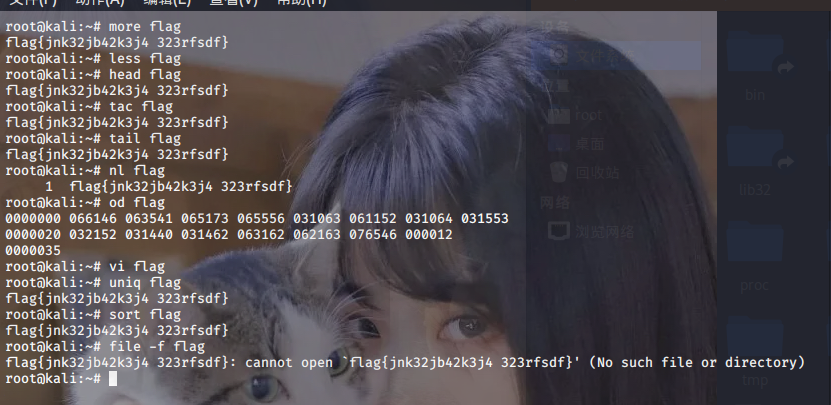 文件(F) 动作(A) 编辑(E) 查看(V) 帮助(H)
root@kali:~# more flag
flag{jnk32jb42k3j4 323rfsdf}
root@kali:~# less flag
root@kali:~# head flag
flag{jnk32jb42k3j4 323rfsdf}
root@kali:~# tac flag
flag{jnk32jb42k3j4 323rfsdf}
root@kali:~# tail flag
flag{jnk32jb42k3j4 323rfsdf}
root@kali:~# nl flag
     1  flag{jnk32jb42k3j4 323rfsdf}
root@kali:~# od flag
0000000 066146 063541 065173 065556 031063 061152 031064 031553
0000020 032152 031440 031462 063162 062163 076546 000012
0000035
root@kali:~# vi flag
root@kali:~# uniq flag
flag{jnk32jb42k3j4 323rfsdf}
root@kali:~# sort flag
flag{jnk32jb42k3j4 323rfsdf}
root@kali:~# file -f flag
flag{jnk32jb42k3j4 323rfsdf}: cannot open `flag{jnk32jb42k3j4 323rfsdf}' (No such file or directory)
root@kali:~#
root
桌面
回收站
网络
浏览网络
bin
lib32
proc
tmp